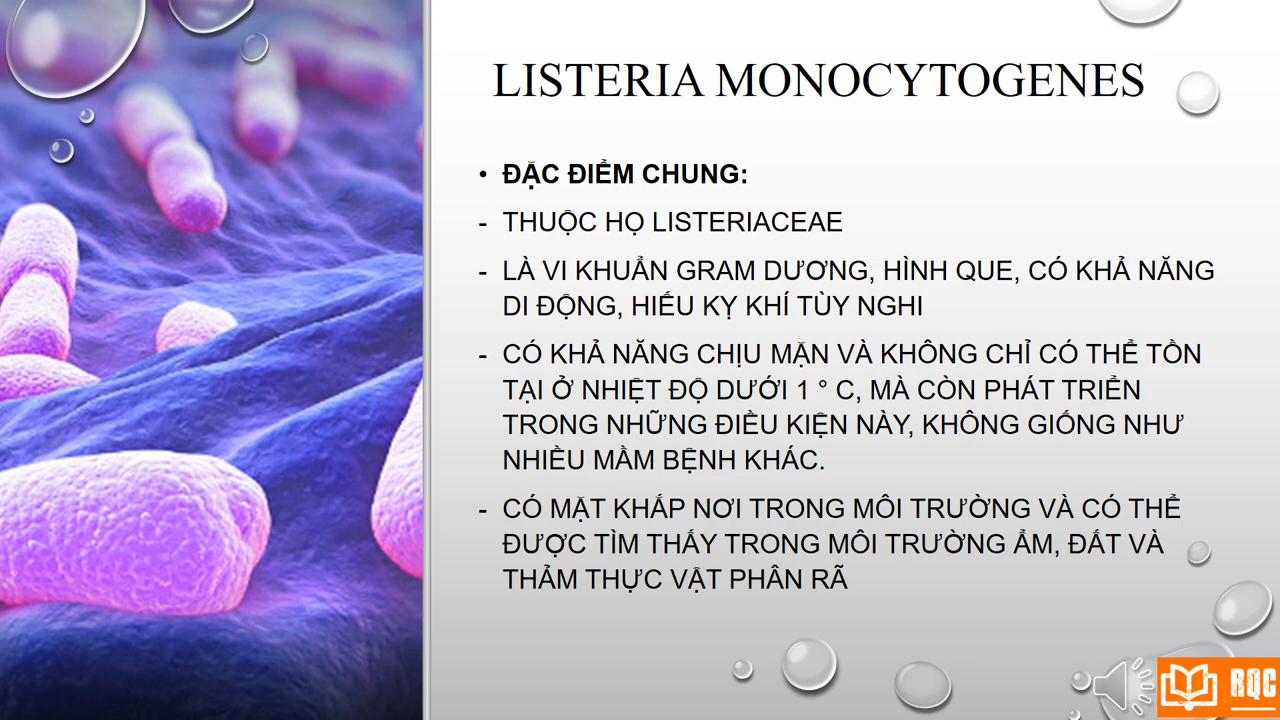 LISTERIA MONOCYTOGENES
• ĐẶC ĐIỂM CHUNG:
- THUỘC HỌ LISTERIACEAE
- LÀ VI KHUẨN GRAM DƯƠNG, HÌNH QUE, CÓ KHẢ NĂNG
DI ĐỘNG, HIẾU KỴ KHÍ TÙY NGHI
- CÓ KHẢ NĂNG CHỊU MẶN VÀ KHÔNG CHỈ CÓ THỂ TỒN
TẠI Ở NHIỆT ĐỘ DƯỚI 1 ° C, MÀ CÒN PHÁT TRIỂN
TRONG NHỮNG ĐIỀU KIỆN NÀY, KHÔNG GIỐNG NHƯ
NHIỀU MẦM BỆNH KHÁC.
- CÓ MẶT KHẮP NƠI TRONG MÔI TRƯỜNG VÀ CÓ THỂ
ĐƯỢC TÌM THẤY TRONG MÔI TRƯỜNG ẨM, ĐẤT VÀ
THẢM THỰC VẬT PHÂN RÃ
RQC